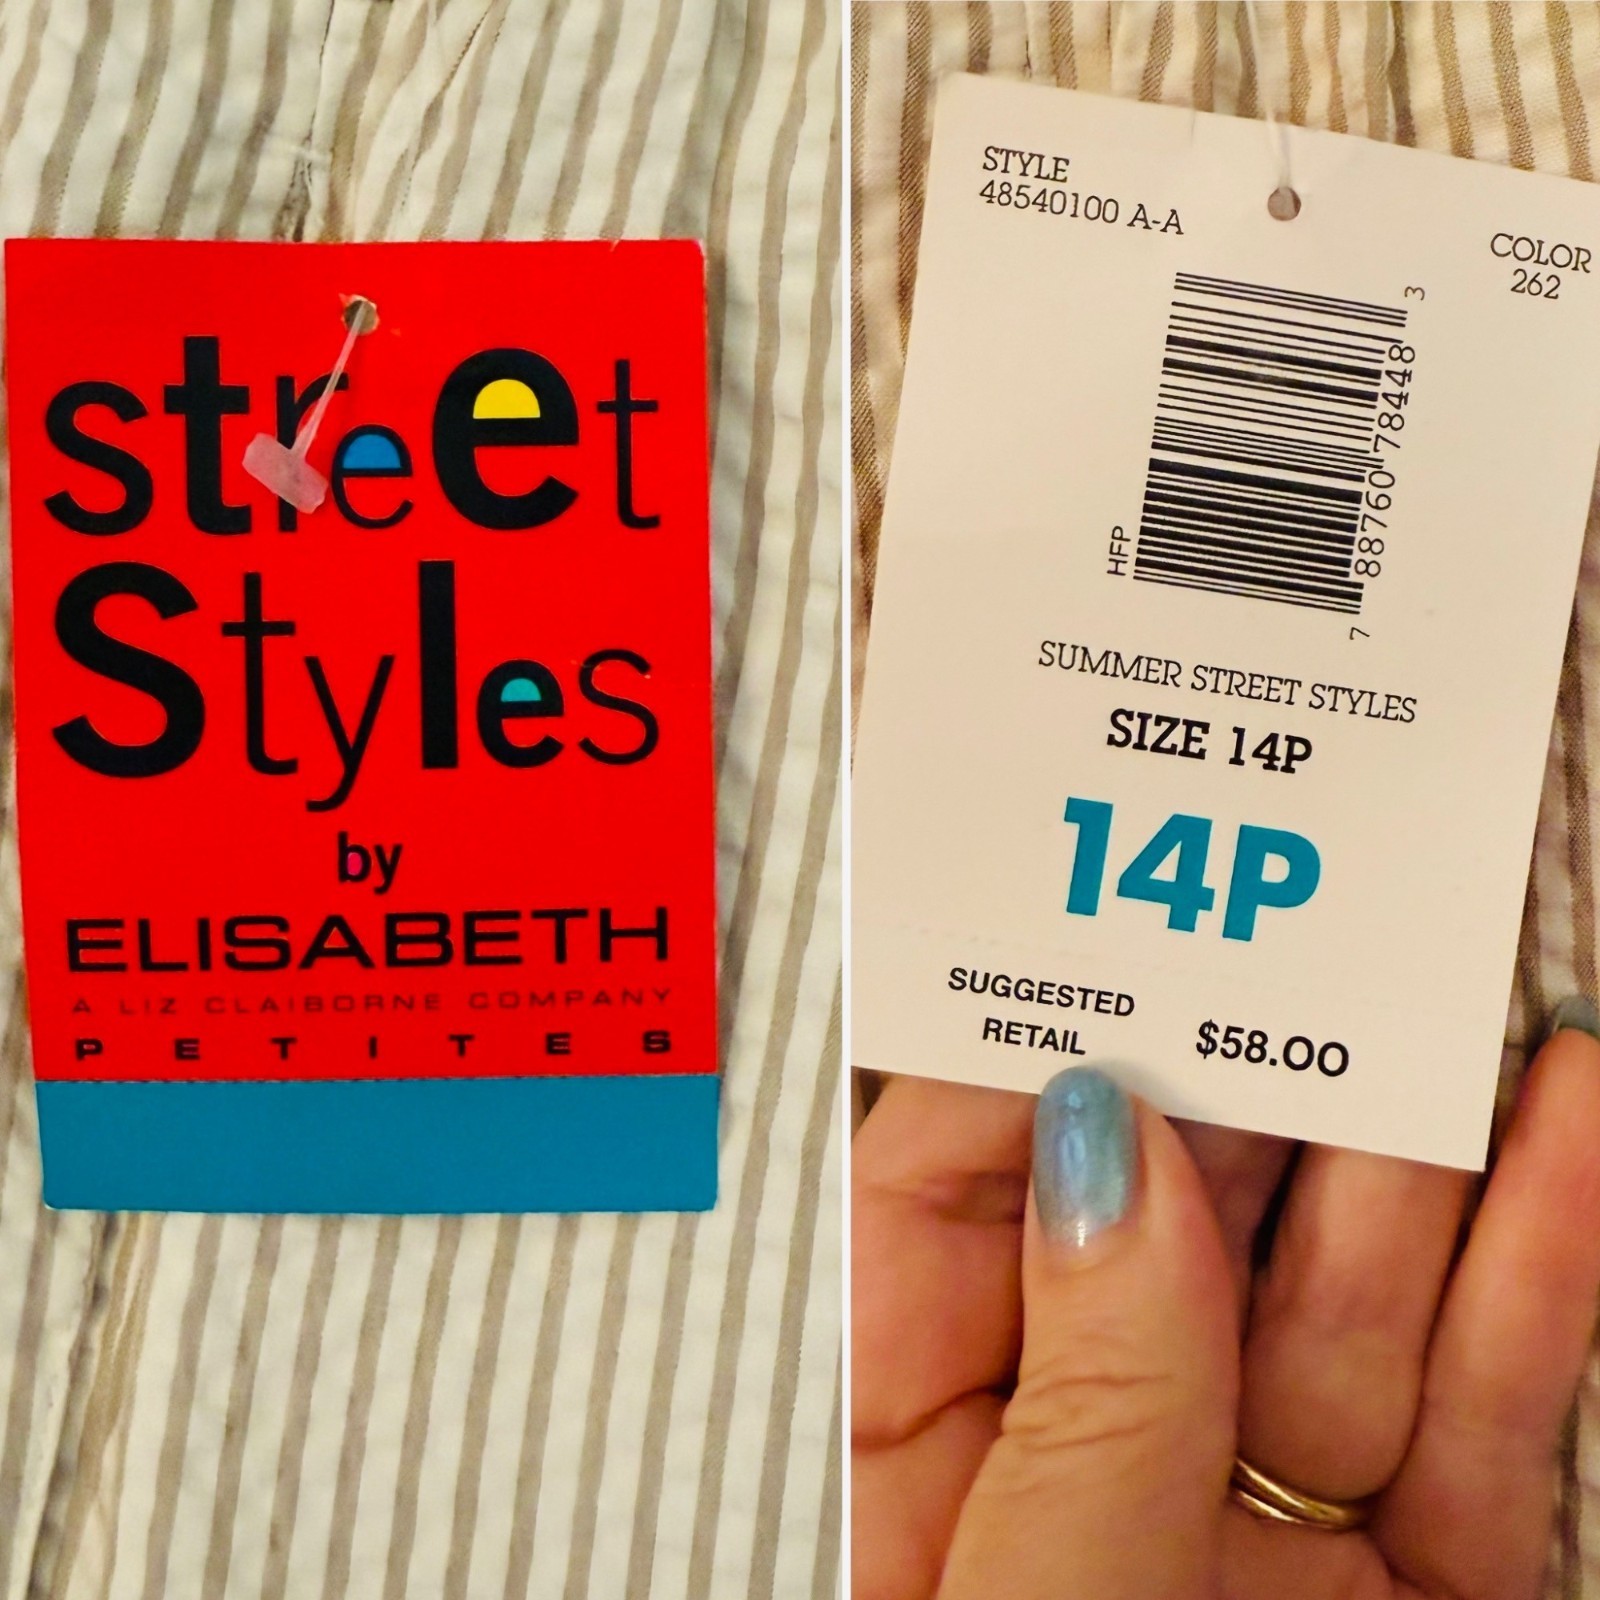 street
Styles
by
ELISABETH
A LIZ CLAIBORNE COMPANY
PETITES
STYLE
48540100 A-A
COLOR
262
HFP
7 88760 78448 3
SUMMER STREET STYLES
SIZE 14P
14P
SUGGESTED
RETAIL
$58.00